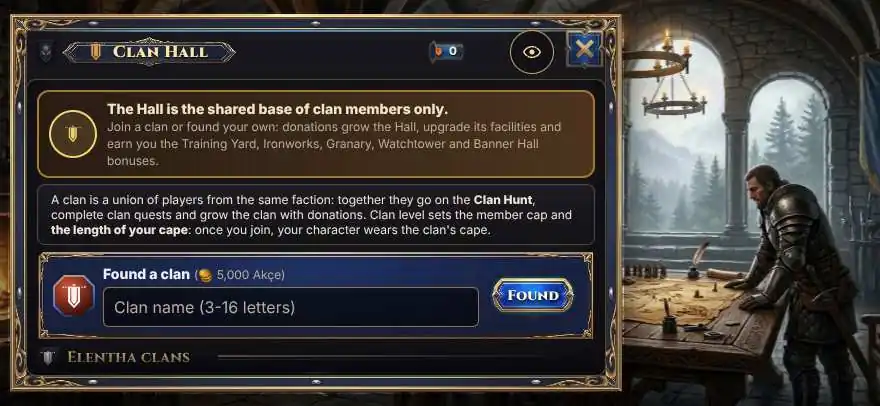 CLAN HALL
0
The Hall is the shared base of clan members only.
Join a clan or found your own: donations grow the Hall, upgrade its facilities and
earn you the Training Yard, Ironworks, Granary, Watchtower and Banner Hall
bonuses.
A clan is a union of players from the same faction: together they go on the Clan Hunt,
complete clan quests and grow the clan with donations. Clan level sets the member cap and
the length of your cape: once you join, your character wears the clan's cape.
Found a clan (5,000 Akçe)
Clan name (3-16 letters)
FOUND
ELENTHA CLANS